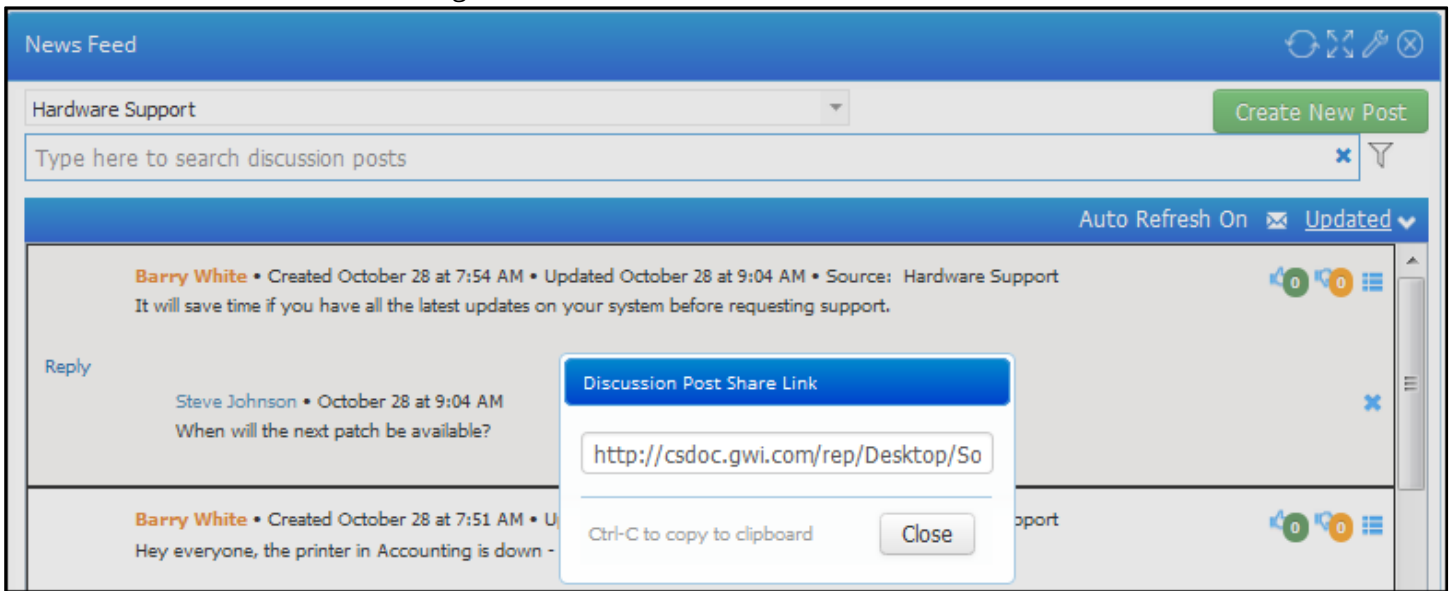 News Feed
Hardware Support
Create New Post
Type here to search discussion posts
Auto Refresh On Updated
Barry White • Created October 28 at 7:54 AM • Updated October 28 at 9:04 AM • Source: Hardware Support
0 0
It will save time if you have all the latest updates on your system before requesting support.
Reply
Steve Johnson • October 28 at 9:04 AM
When will the next patch be available?
Discussion Post Share Link
http://csdoc.gwi.com/rep/Desktop/So
Ctrl-C to copy to clipboard
Close
Barry White • Created October 28 at 7:51 AM •
0 0
Hey everyone, the printer in Accounting is down -